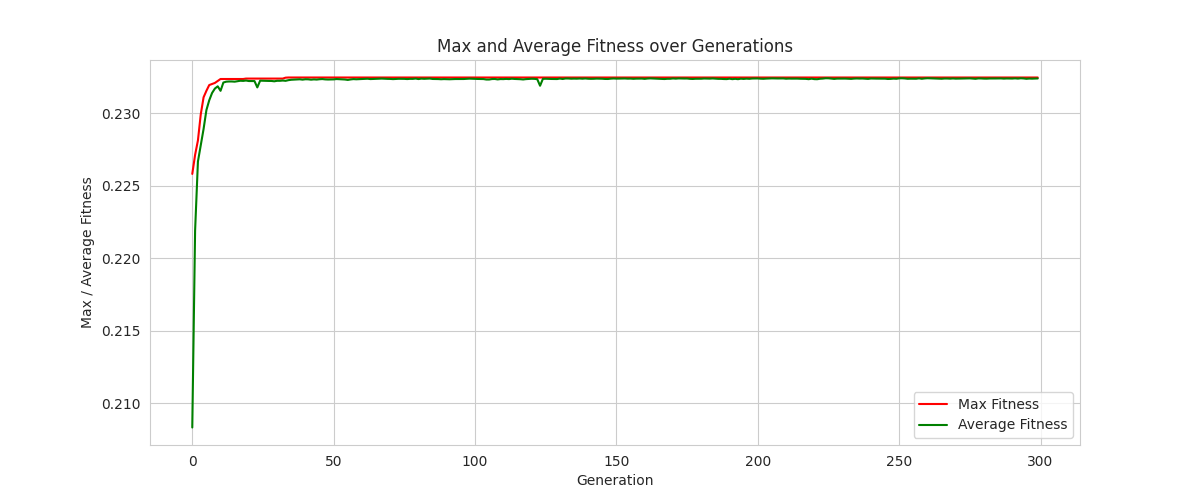 Max and Average Fitness over Generations
Max / Average Fitness
0.230
0.225
0.220
0.215
0.210
0
50
100
150
200
250
300
Generation
Max Fitness
Average Fitness